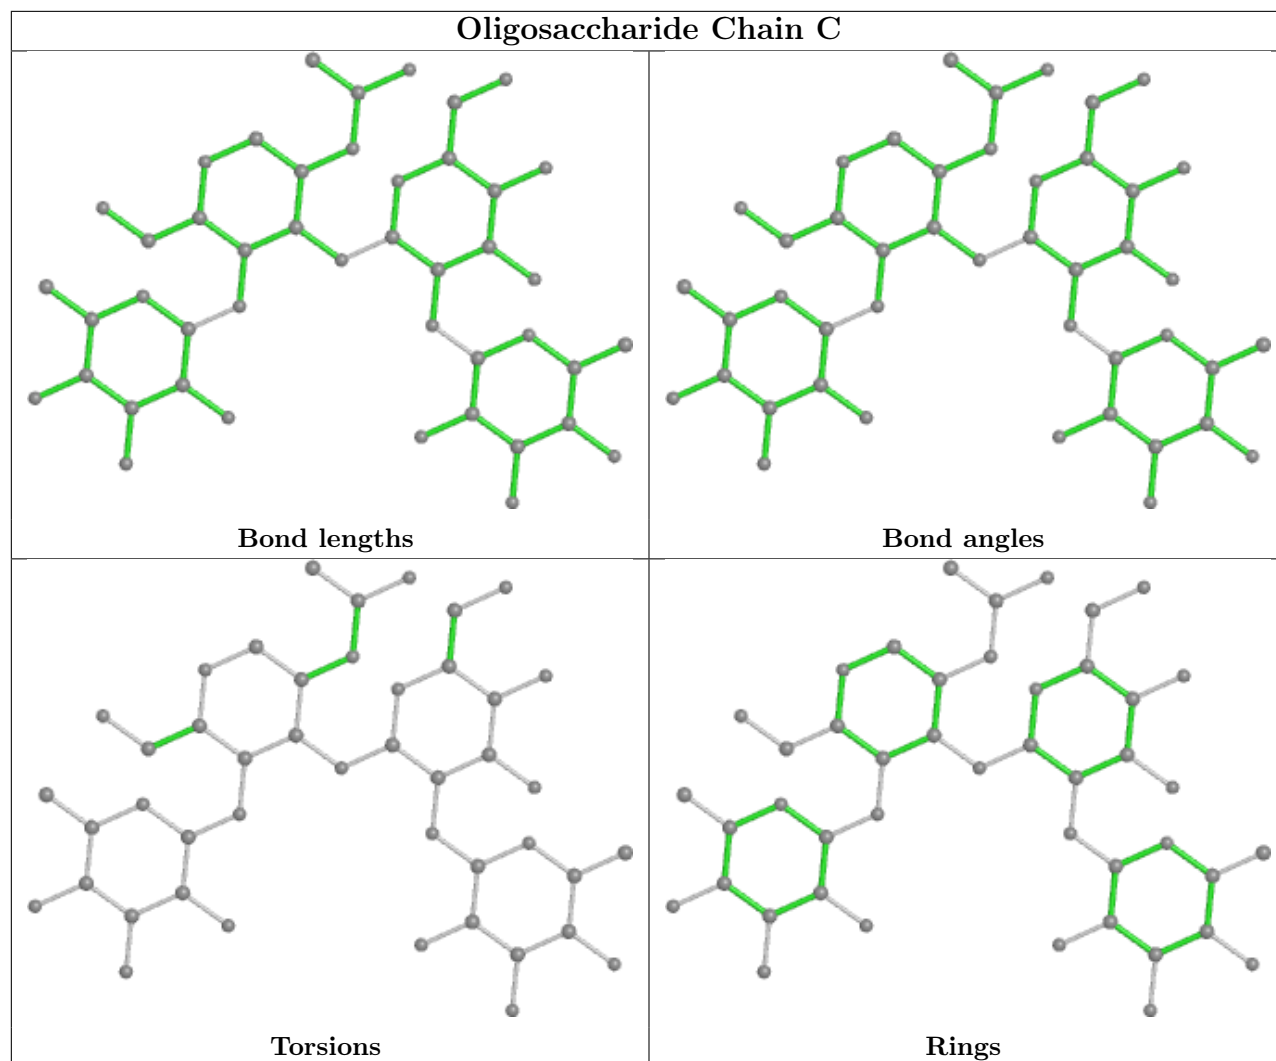 Oligosaccharide Chain C
Bond lengths
Bond angles
Torsions
Rings